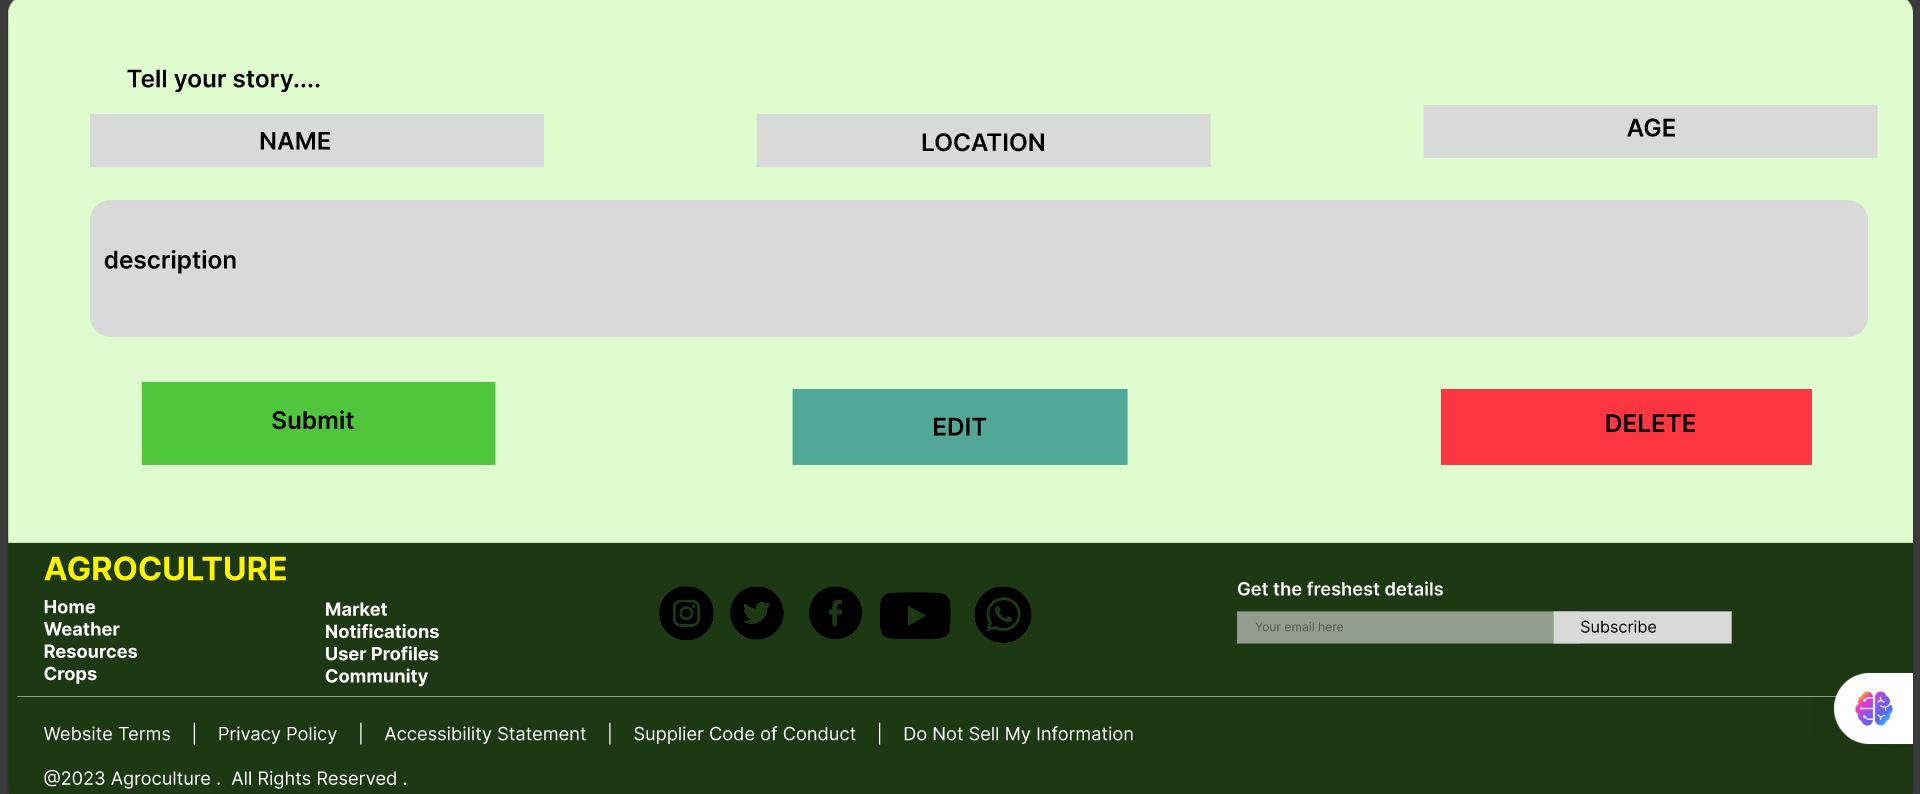 Tell your story....
NAME
LOCATION
AGE
description
Submit
EDIT
DELETE
AGROCULTURE
Home
Weather
Resources
Crops
Market
Notifications
User Profiles
Community
Get the freshest details
Your email here
Subscribe
Website Terms | Privacy Policy | Accessibility Statement | Supplier Code of Conduct | Do Not Sell My Information
@2023 Agroculture .  All Rights Reserved .